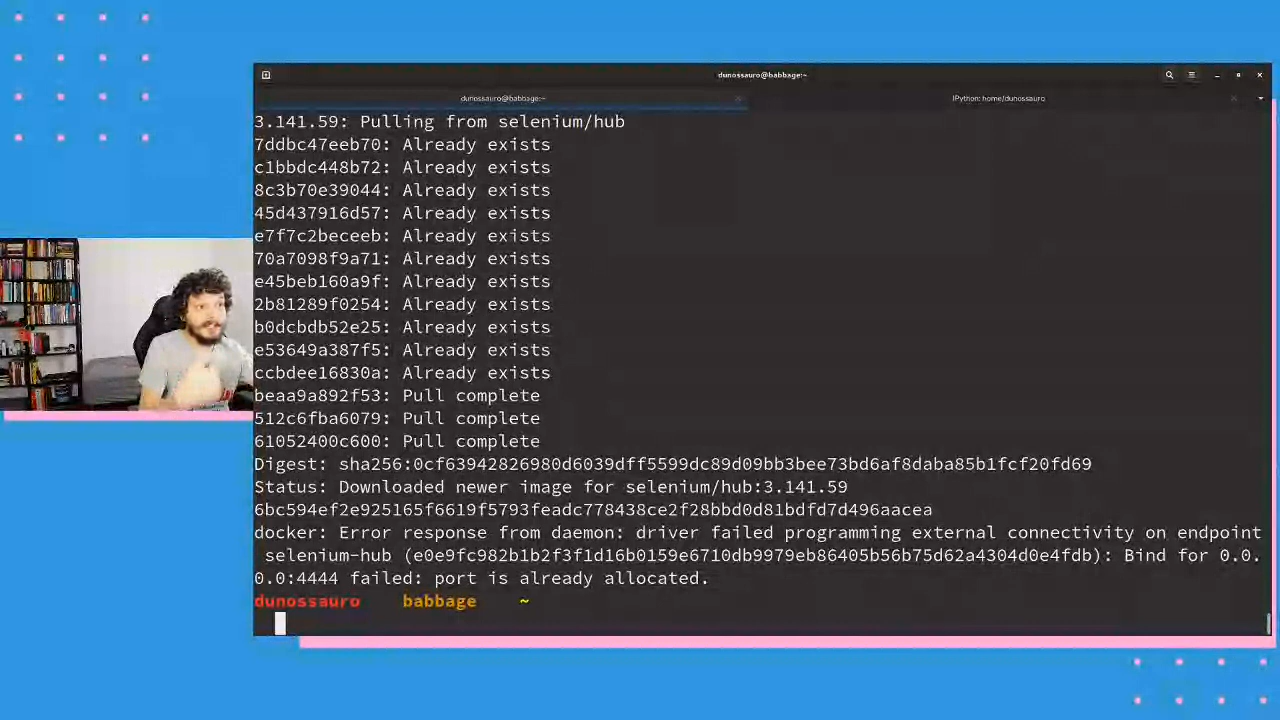 dunossauro@babbage:~
dunossauro@babbage:~
IPython: home/dunossauro
3.141.59: Pulling from selenium/hub
7ddbc47eeb70: Already exists
c1bbdc448b72: Already exists
8c3b70e39044: Already exists
45d437916d57: Already exists
e7f7c2beceeb: Already exists
70a7098f9a71: Already exists
e45beb160a9f: Already exists
2b81289f0254: Already exists
b0dcbdb52e25: Already exists
e53649a387f5: Already exists
ccbdee16830a: Already exists
beaa9a892f53: Pull complete
512c6fba6079: Pull complete
61052400c600: Pull complete
Digest: sha256:0cf63942826980d6039dff5599dc89d09bb3bee73bd6af8daba85b1fcf20fd69
Status: Downloaded newer image for selenium/hub:3.141.59
6bc594ef2e925165f6619f5793feadc778438ce2f28bbd0d81bdfd7d496aacea
docker: Error response from daemon: driver failed programming external connectivity on endpoint
selenium-hub (e0e9fc982b1b2f3f1d16b0159e6710db9979eb86405b56b75d62a4304d0e4fdb): Bind for 0.0.
0.0:4444 failed: port is already allocated.
dunossauro babbage ~